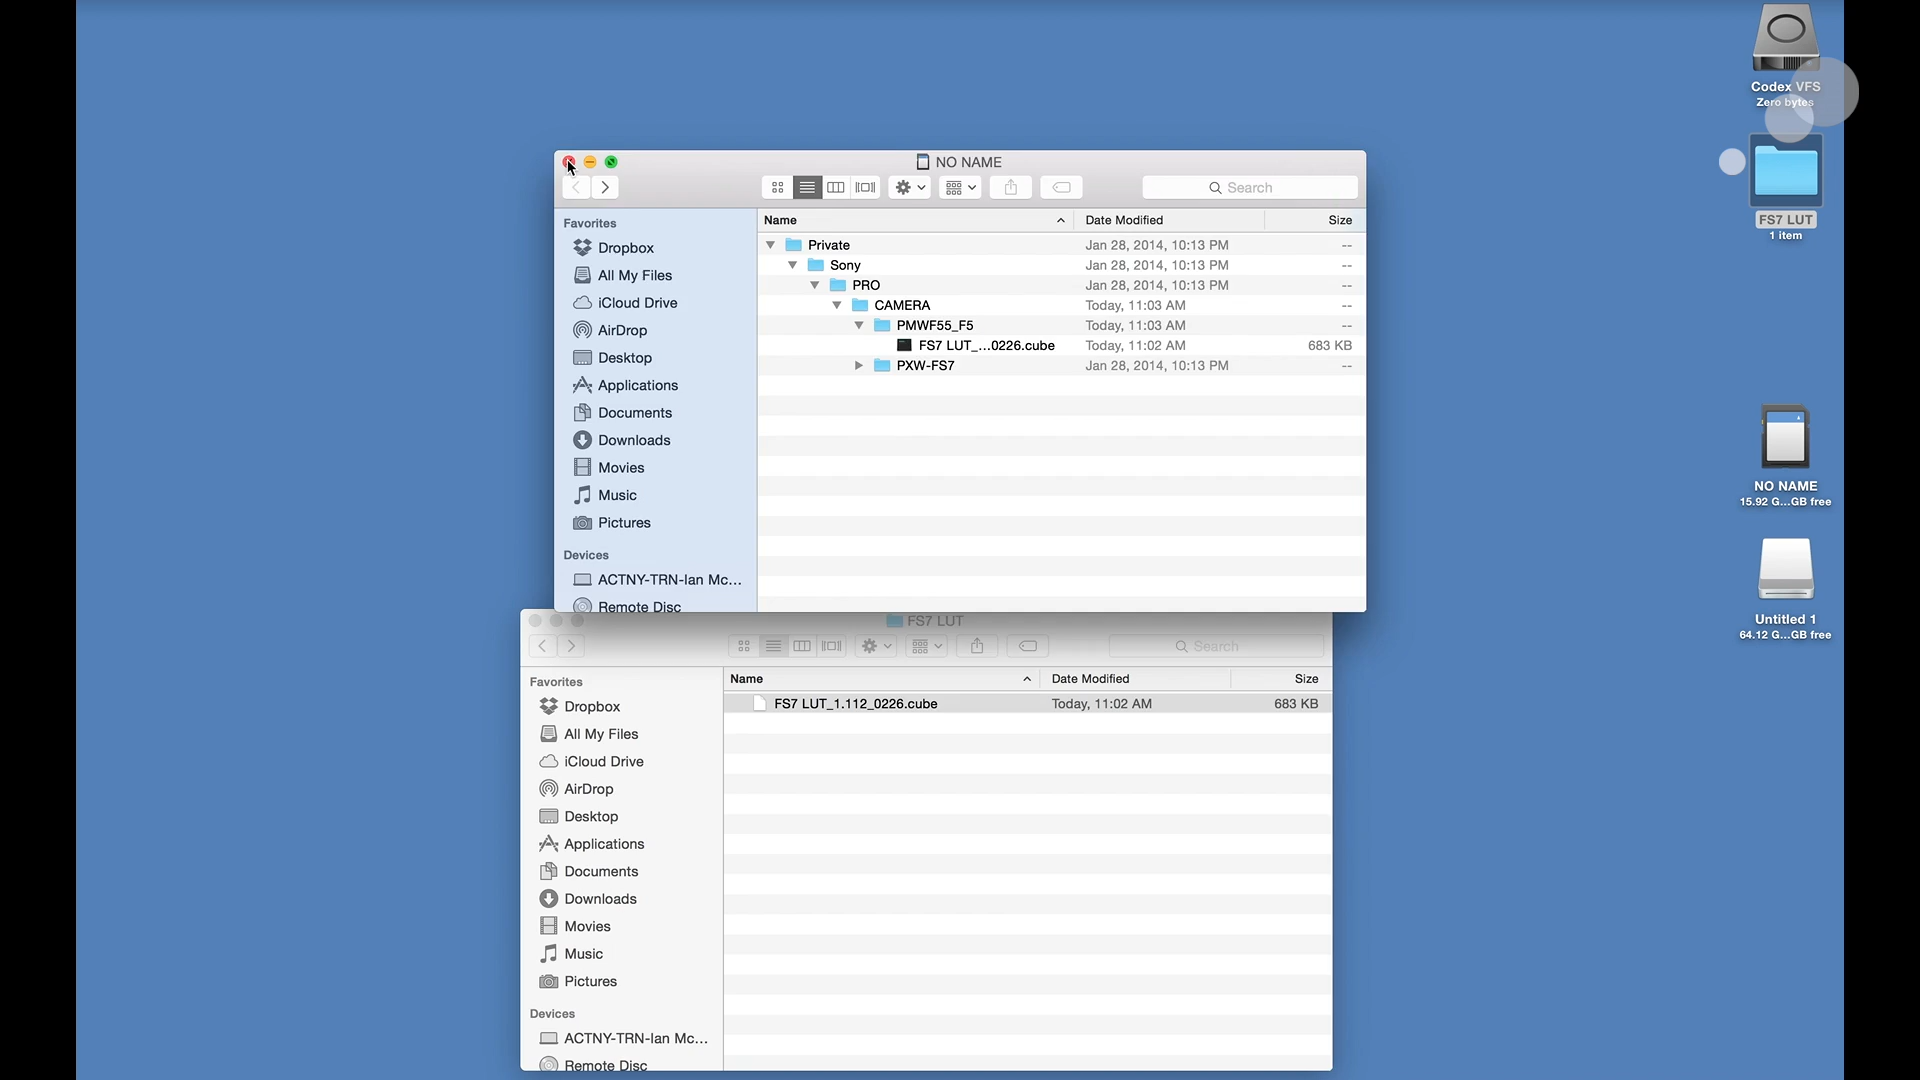 Codex VFS
Zero bytes
FS7 LUT
1 item
NO NAME
15.92 G...GB free
Untitled 1
64.12 G...GB free
NO NAME
Search
Favorites
Dropbox
All My Files
iCloud Drive
AirDrop
Desktop
Applications
Documents
Downloads
Movies
Music
Pictures
Devices
ACTNY-TRN-Ian Mc...
Remote Disc
Name Date Modified Size
Private Jan 28, 2014, 10:13 PM --
Sony Jan 28, 2014, 10:13 PM --
PRO Jan 28, 2014, 10:13 PM --
CAMERA Today, 11:03 AM --
PMWF55_F5 Today, 11:03 AM --
FS7 LUT_...0226.cube Today, 11:02 AM 683 KB
PXW-FS7 Jan 28, 2014, 10:13 PM --
FS7 LUT
Search
Favorites
Dropbox
All My Files
iCloud Drive
AirDrop
Desktop
Applications
Documents
Downloads
Movies
Music
Pictures
Devices
ACTNY-TRN-Ian Mc...
Remote Disc
Name Date Modified Size
FS7 LUT_1.112_0226.cube Today, 11:02 AM 683 KB